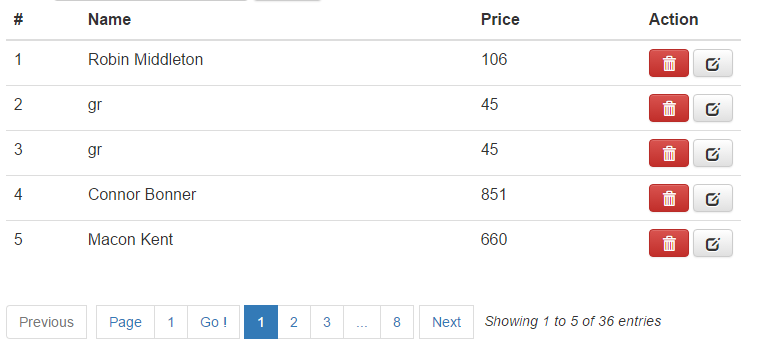 # Name Price Action
1 Robin Middleton 106
2 gr 45
3 gr 45
4 Connor Bonner 851
5 Macon Kent 660
Previous Page 1 Go ! 1 2 3 ... 8 Next Showing 1 to 5 of 36 entries